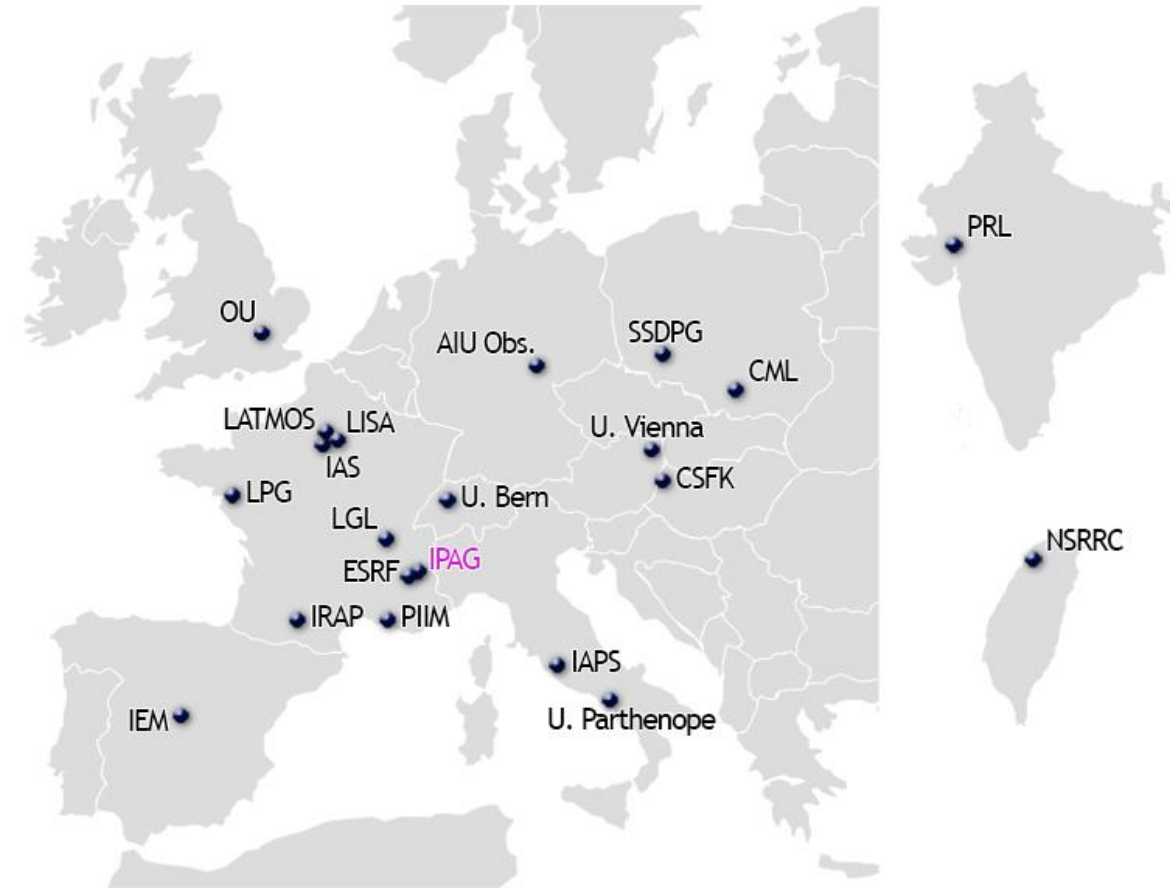 PRL
OU
SSDPG
AIU Obs.
CML
LATMOS
LISA
U. Vienna
IAS
CSFK
LPG
U. Bern
LGL
NSRRC
IPAG
ESRF
IRAP
PIIM
IAPS
IEM
U. Parthenope